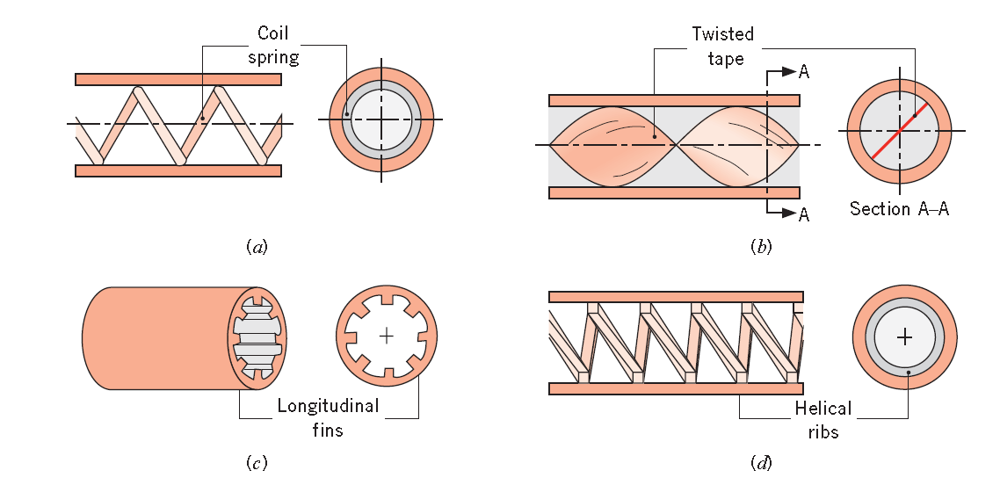 Coil
spring
(a)
Twisted
tape
A
A
Section A–A
(b)
Longitudinal
fins
(c)
Helical
ribs
(d)